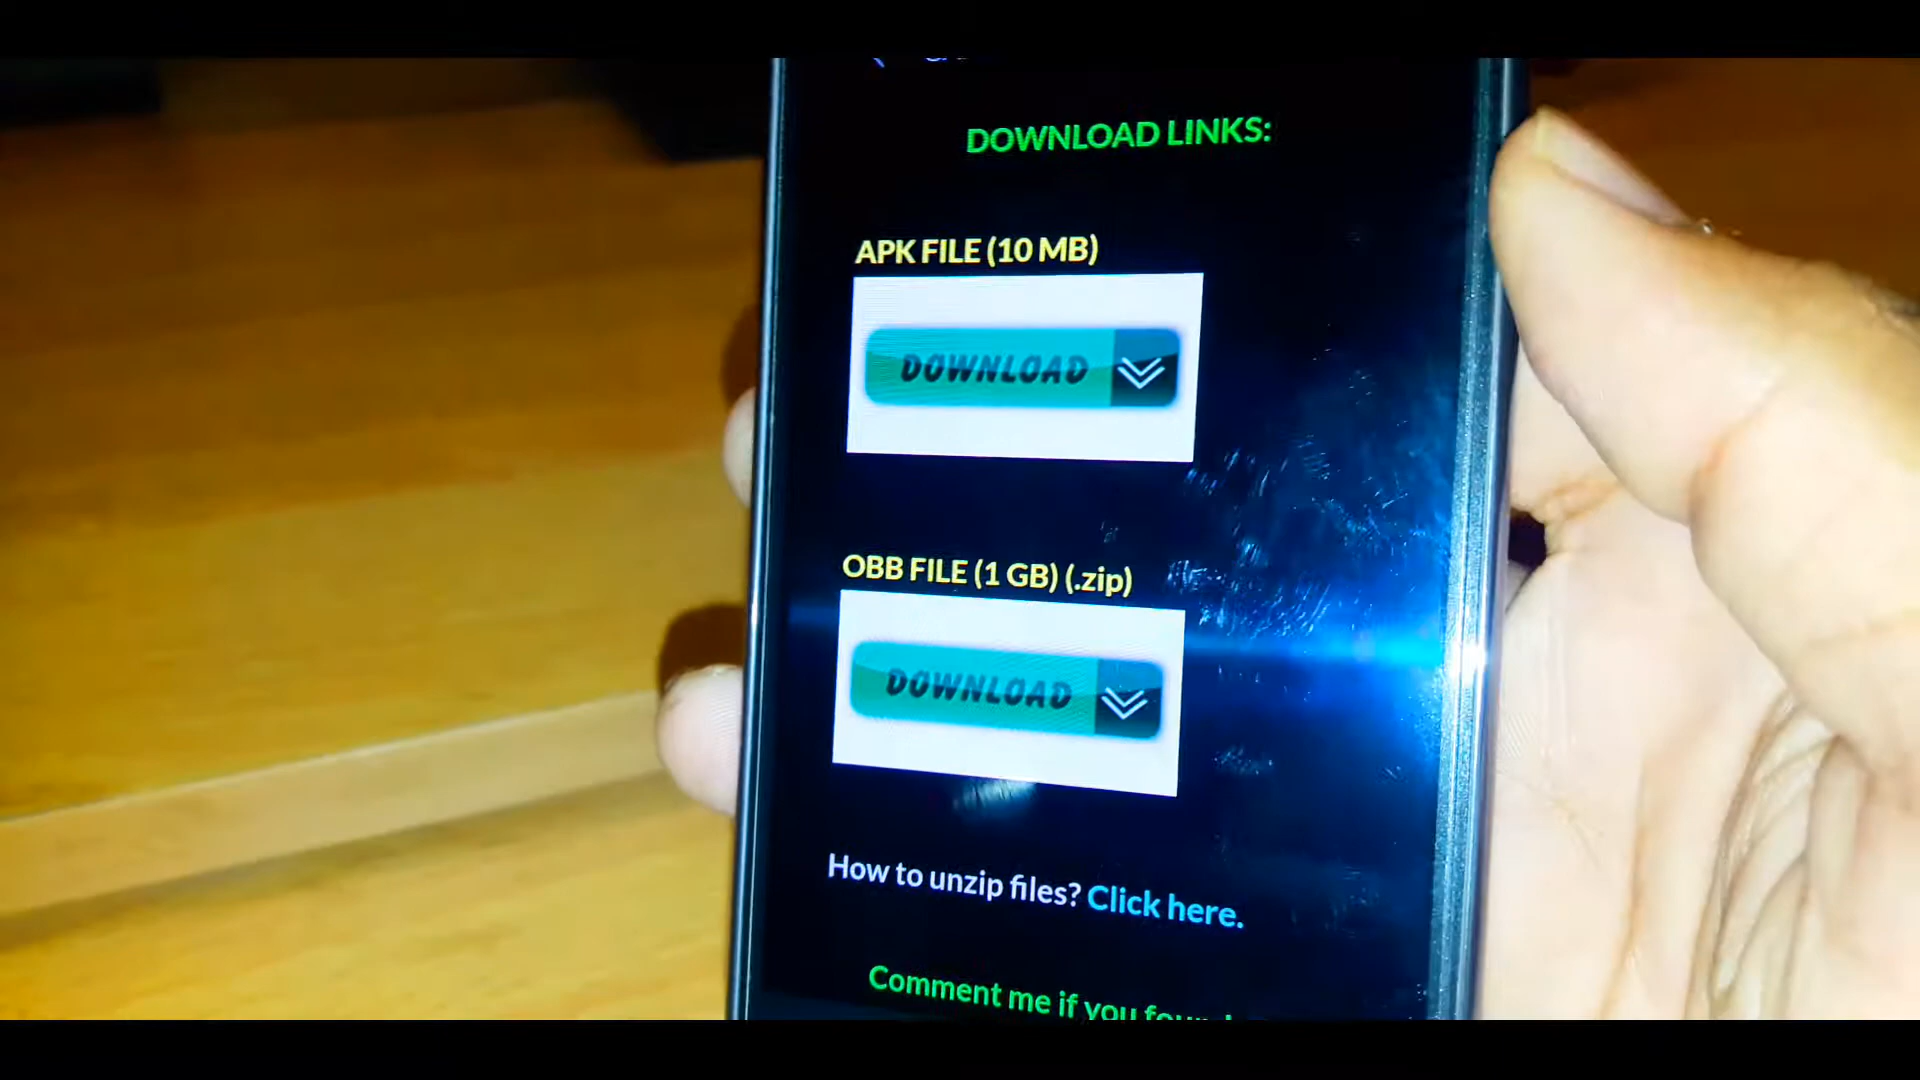 DOWNLOAD LINKS:
APK FILE (10 MB)
DOWNLOAD
OBB FILE (1 GB) (.zip)
DOWNLOAD
How to unzip files? Click here.
Comment me if you found